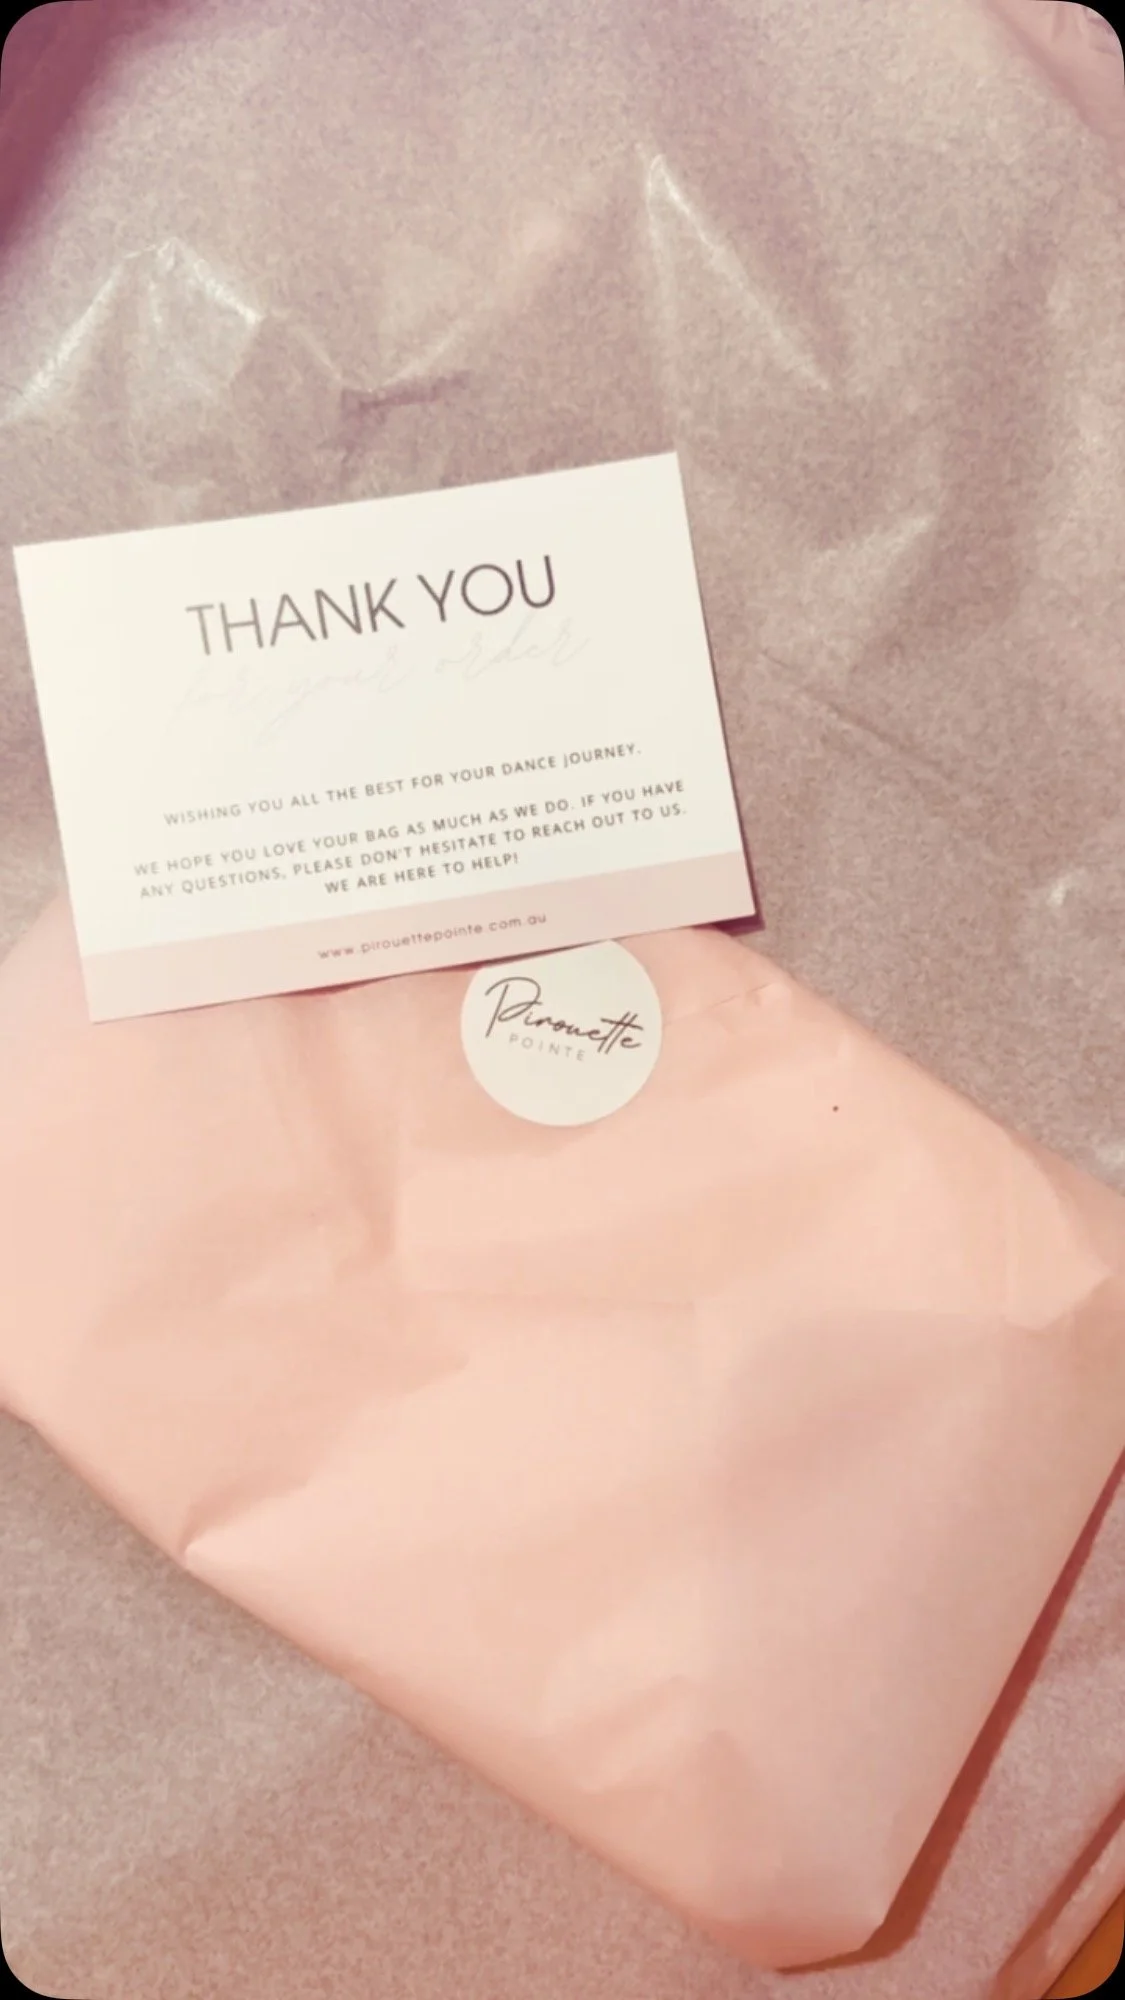 THANK YOU
for your order
WISHING YOU ALL THE BEST FOR YOUR DANCE JOURNEY.
WE HOPE YOU LOVE YOUR BAG AS MUCH AS WE DO. IF YOU HAVE
ANY QUESTIONS, PLEASE DON'T HESITATE TO REACH OUT TO US.
WE ARE HERE TO HELP!
www.pirouettepointe.com.au
Pirouette
POINTE